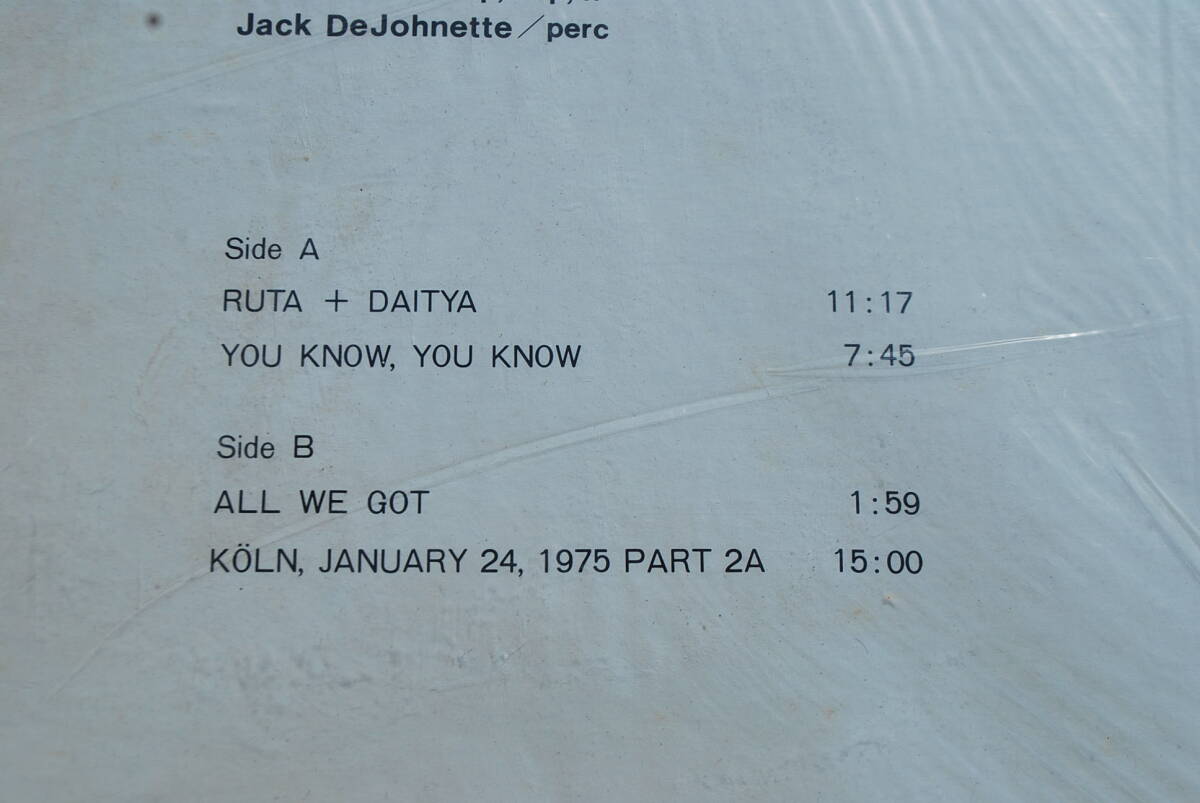 Jack DeJohnette / perc
Side A
RUTA + DAITYA 11:17
YOU KNOW, YOU KNOW 7:45
Side B
ALL WE GOT 1:59
KÖLN, JANUARY 24, 1975 PART 2A 15:00